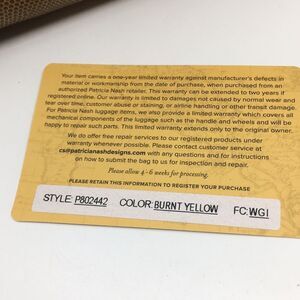 Your item carries a one-year limited warranty against manufacturer's defects in
material or workmanship from the date of purchase, when purchased from an
authorized Patricia Nash retailer. This warranty can be extended to two years if
registered online. Our warranty is limited to damages not caused by normal wear and
tear over time, customer abuse or staining, or airline handling or other transit damage.
For Patricia Nash luggage items, we also provide a limited warranty which covers all
mechanical components of the luggage such as the handle and wheels and will be
happy to repair such parts. This limited warranty extends only to the original owner.
We do offer free repair services to our registered products under
warranty whenever possible. Please contact customer service at
cs@patricianashdesigns.com with any questions and for instructions
on how to submit the bag to us for inspection and repair.
Please allow 4-6 weeks for processing.
PLEASE RETAIN THIS INFORMATION TO REGISTER YOUR PURCHASE
STYLE: P802442 COLOR: BURNT YELLOW FC: WGI